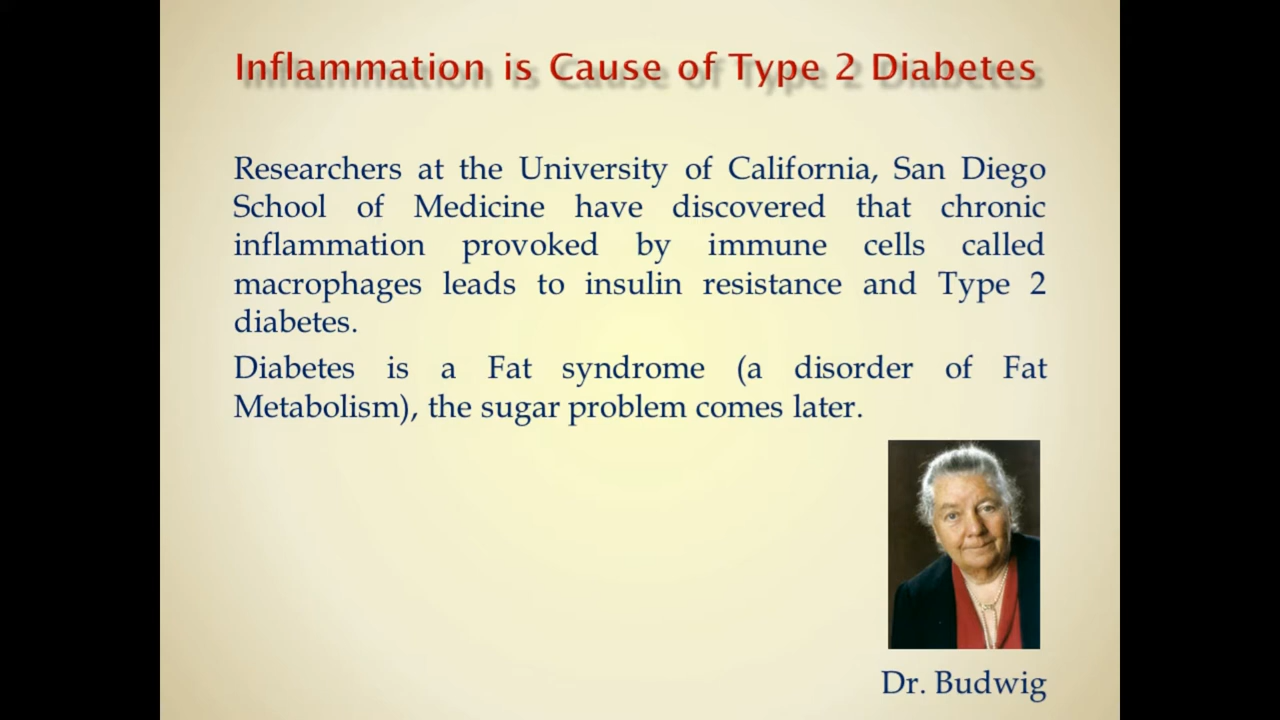 Inflammation is Cause of Type 2 Diabetes
Researchers at the University of California, San Diego
School of Medicine have discovered that chronic
inflammation provoked by immune cells called
macrophages leads to insulin resistance and Type 2
diabetes.
Diabetes is a Fat syndrome (a disorder of Fat
Metabolism), the sugar problem comes later.
Dr. Budwig